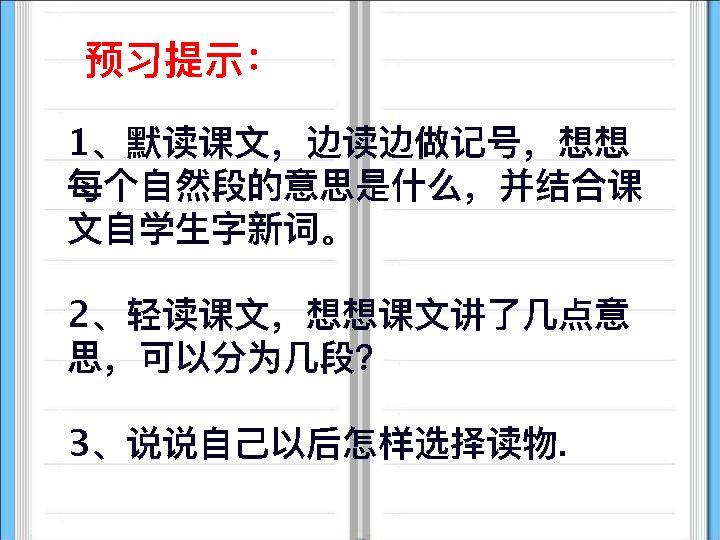 预习提示：
1、默读课文，边读边做记号，想想
每个自然段的意思是什么，并结合课
文自学生字新词。
2、轻读课文，想想课文讲了几点意
思，可以分为几段？
3、说说自己以后怎样选择读物.